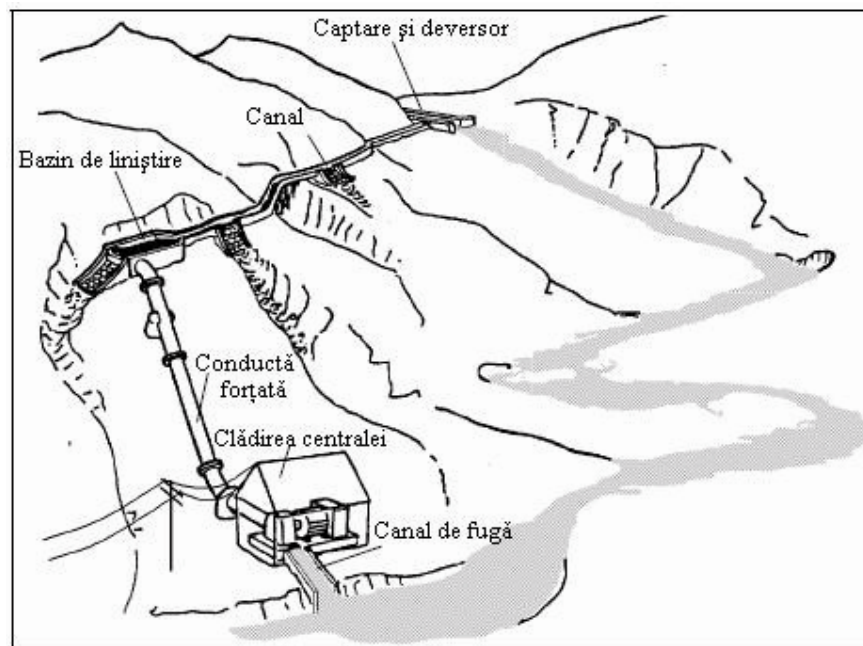 Captare şi deversor
Canal
Bazin de liniştire
Conductă
forţată
Clădirea centralei
Canal de fugă